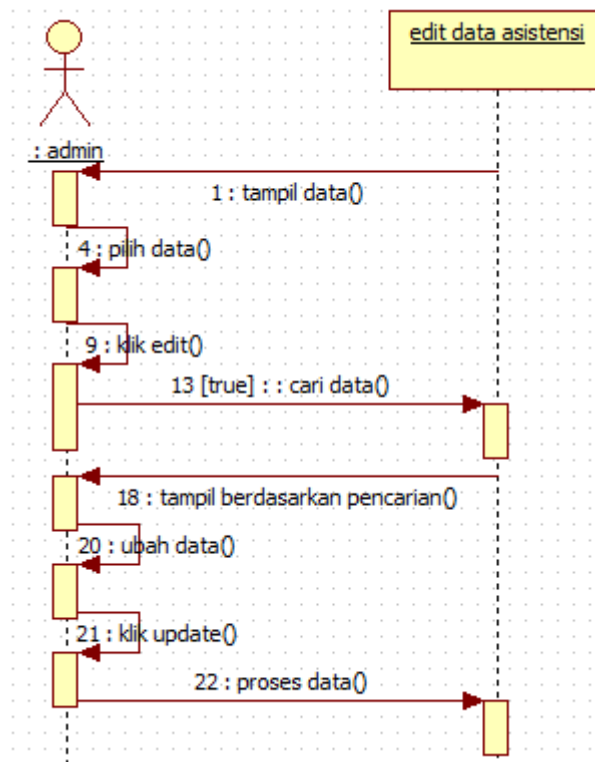 edit data asistensi
: admin
1 : tampil data()
4 : pilih data()
9 : klik edit()
13 [true] : : cari data()
18 : tampil berdasarkan pencarian()
20 : ubah data()
21 : klik update()
22 : proses data()